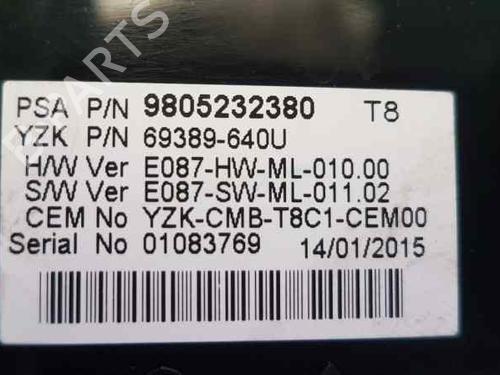 PSA P/N 9805232380 T8
YZK P/N 69389-640U
H/W Ver E087-HW-ML-010.00
S/W Ver E087-SW-ML-011.02
CEM No YZK-CMB-T8C1-CEM00
Serial No 01083769 14/01/2015